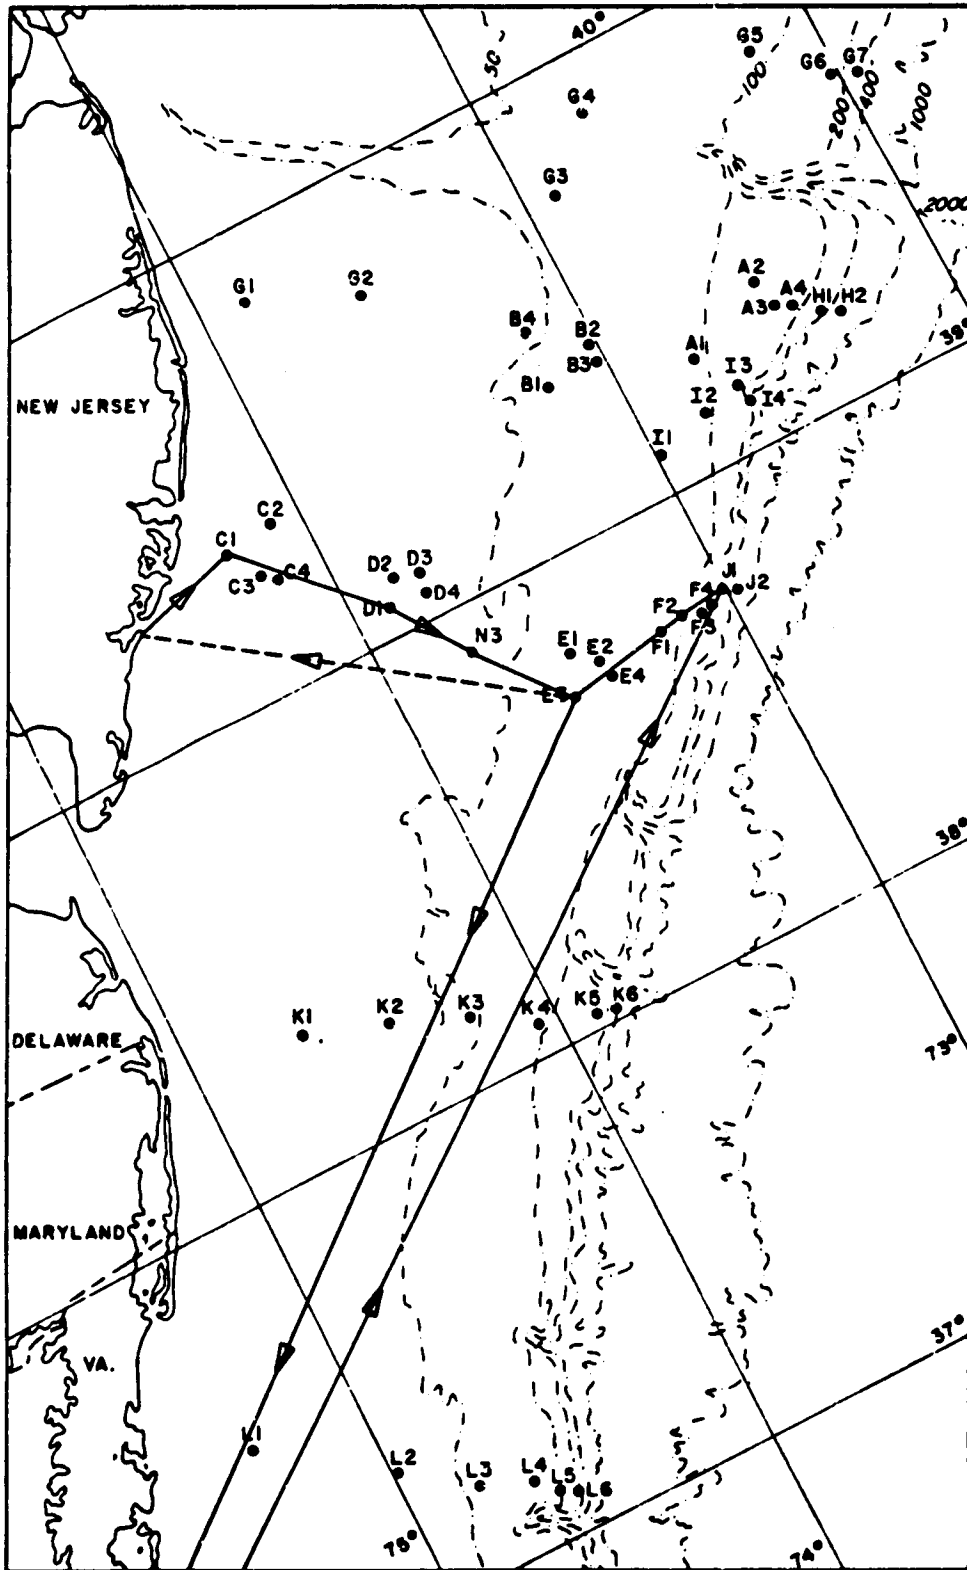 40°
G5
50
100
G6
G7
G4
200
400
1000
G3
2000
A2
G1
G2
A3
A4
H1
H2
B4
B2
39°
B3
A1
I3
B1
I2
I4
NEW JERSEY
I1
C2
C1
C3
C4
D2
D3
D4
D1
J1
J2
F4
F2
F3
F1
N3
E1
E2
E4
38°
K1
K2
K3
K4
K5
K6
DELAWARE
73°
MARYLAND
37°
VA.
L1
L2
L3
L4
L5
L6
75°
74°